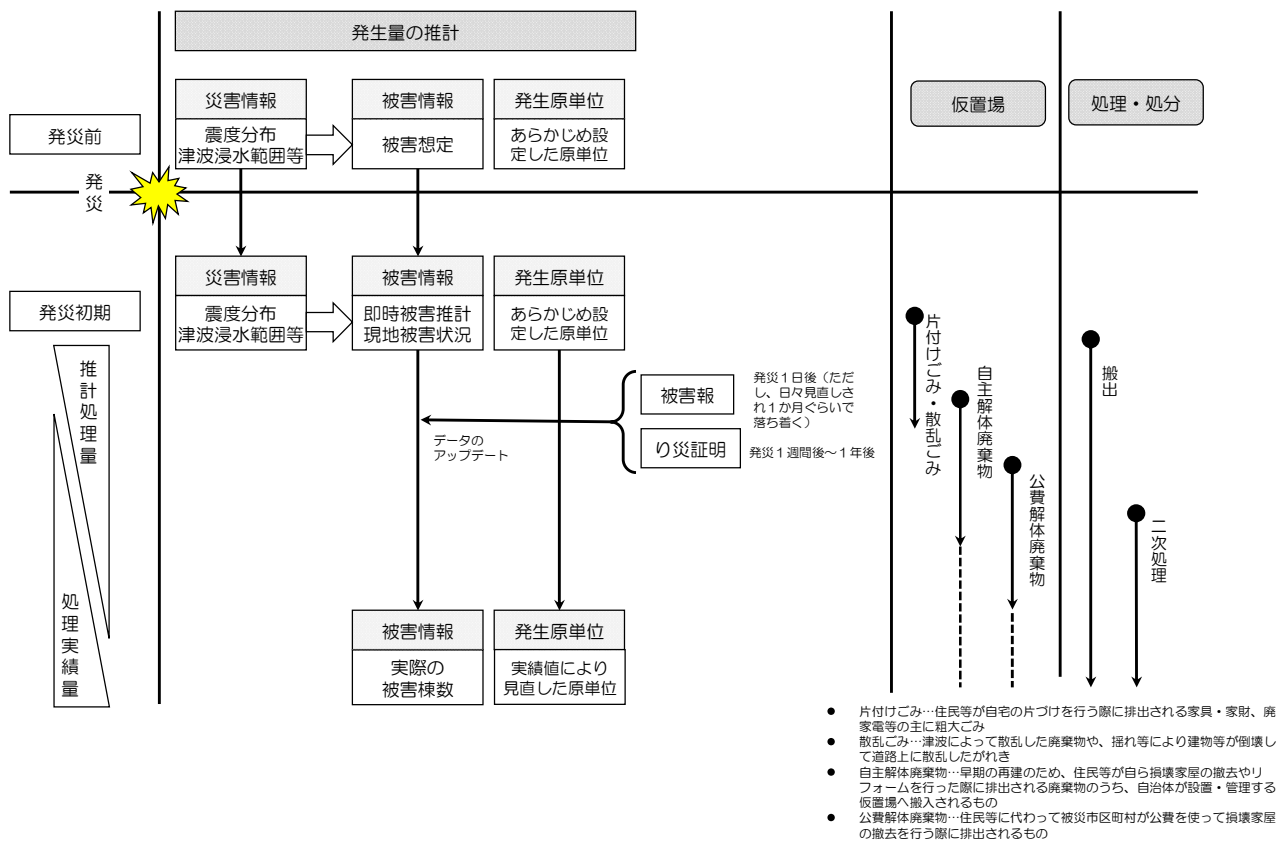 発生量の推計
災害情報
震度分布
津波浸水範囲等
被害情報
被害想定
発生原単位
あらかじめ設
定した原単位
仮置場
処理・処分
発災前
発
災
災害情報
震度分布
津波浸水範囲等
被害情報
即時被害推計
現地被害状況
発生原単位
あらかじめ設
定した原単位
発災初期
推計処理量
処理実績量
被害報
発災1日後（ただ
し、日々見直しさ
れ1か月ぐらいで
落ち着く）
り災証明
発災1週間後～1年後
データの
アップデート
片付けごみ・散乱ごみ
自主解体廃棄物
公費解体廃棄物
搬出
二次処理
被害情報
実際の
被害棟数
発生原単位
実績値により
見直した原単位
● 片付けごみ…住民等が自宅の片づけを行う際に排出される家具・家財、廃
家電等の主に粗大ごみ
● 散乱ごみ…津波によって散乱した廃棄物や、揺れ等により建物等が倒壊し
て道路上に散乱したがれき
● 自主解体廃棄物…早期の再建のため、住民等が自ら損壊家屋の撤去やリ
フォームを行った際に排出される廃棄物のうち、自治体が設置・管理する
仮置場へ搬入されるもの
● 公費解体廃棄物…住民等に代わって被災市区町村が公費を使って損壊家屋
の撤去を行う際に排出されるもの